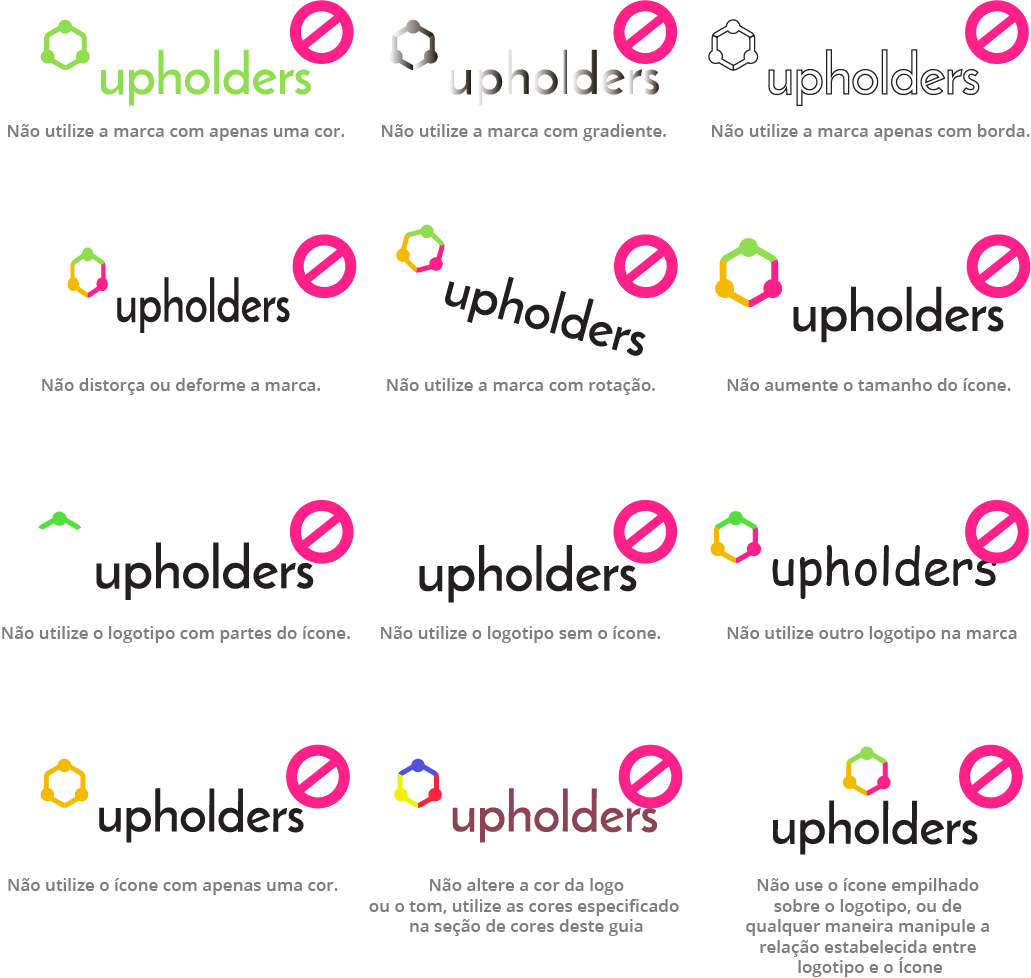 upholders
Não utilize a marca com apenas uma cor.
upholders
Não utilize a marca com gradiente.
upholders
Não utilize a marca apenas com borda.
upholders
Não distorça ou deforme a marca.
upholders
Não utilize a marca com rotação.
upholders
Não aumente o tamanho do ícone.
upholders
Não utilize o logotipo com partes do ícone.
upholders
Não utilize o logotipo sem o ícone.
upholders
Não utilize outro logotipo na marca
upholders
Não utilize o ícone com apenas uma cor.
upholders
Não altere a cor da logo
ou o tom, utilize as cores especificado
na seção de cores deste guia
upholders
Não use o ícone empilhado
sobre o logotipo, ou de
qualquer maneira manipule a
relação estabelecida entre
logotipo e o Ícone